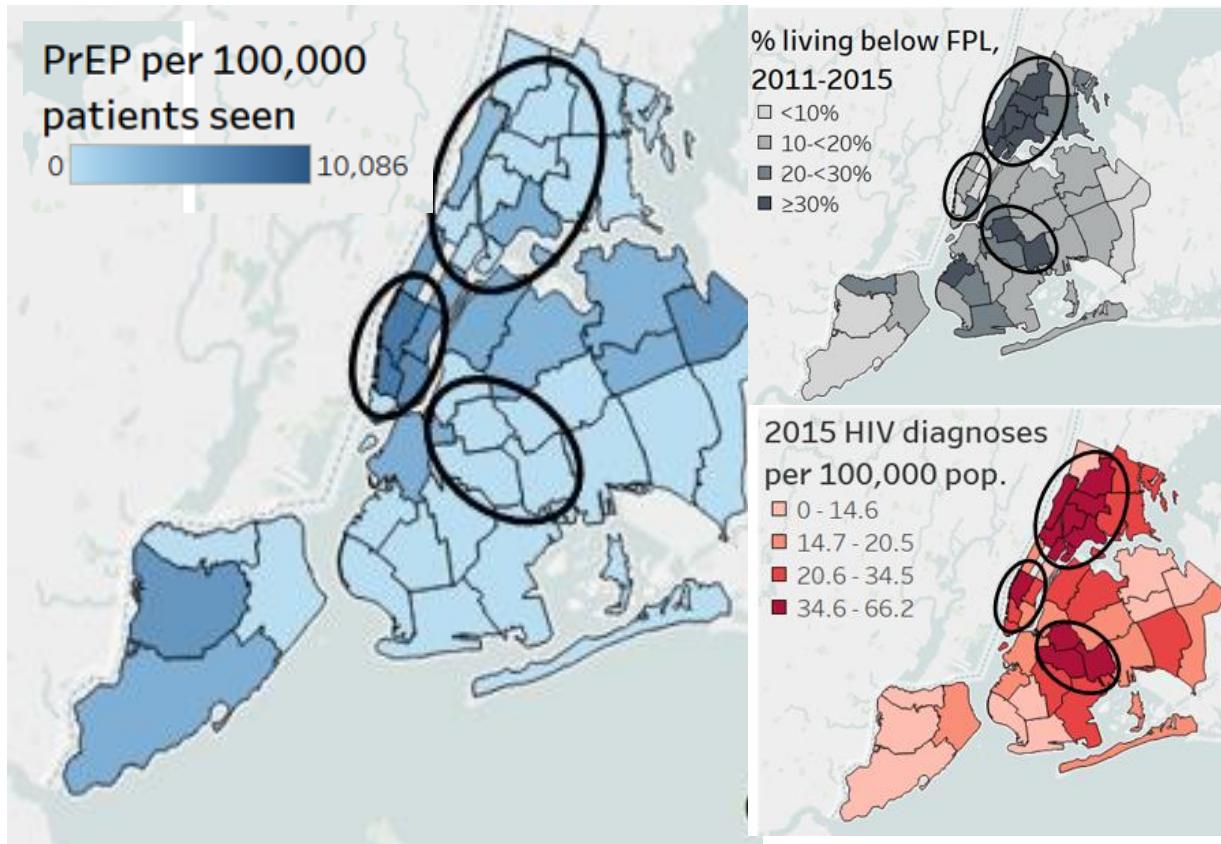 PrEP per 100,000
patients seen
0 10,086
% living below FPL,
2011-2015
<10%
10-<20%
20-<30%
≥30%
2015 HIV diagnoses
per 100,000 pop.
0 - 14.6
14.7 - 20.5
20.6 - 34.5
34.6 - 66.2